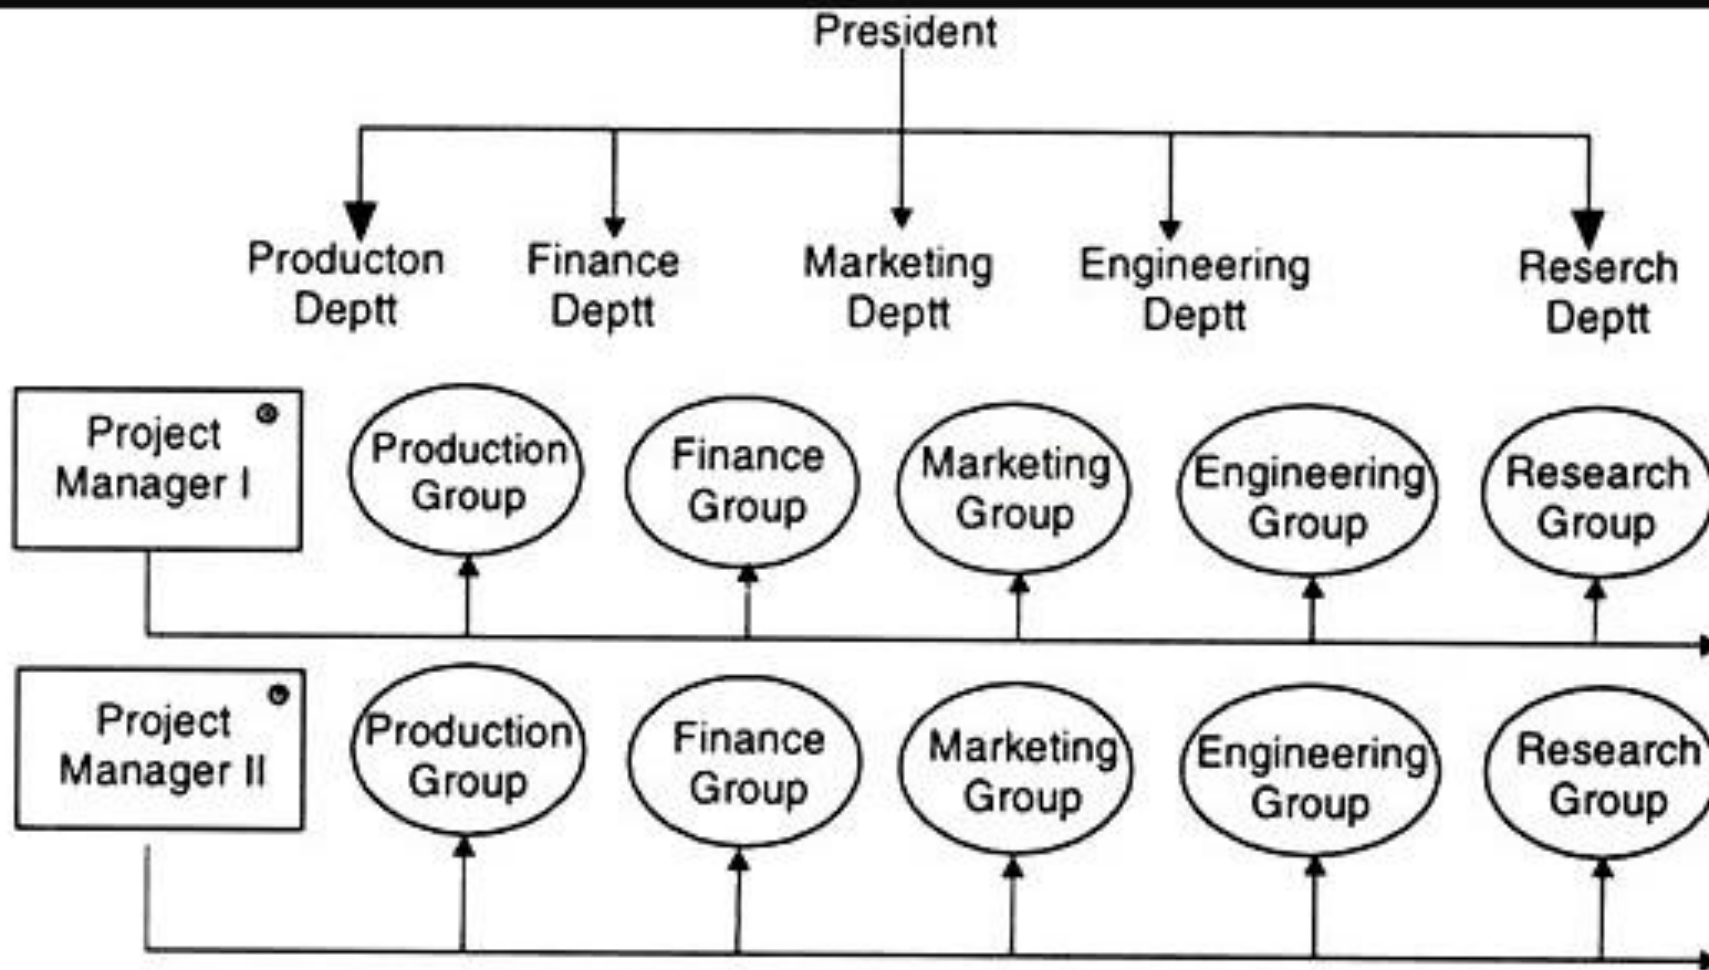 President
Producton
Deptt
Finance
Deptt
Marketing
Deptt
Engineering
Deptt
Reserch
Deptt
Project
Manager I
Production
Group
Finance
Group
Marketing
Group
Engineering
Group
Research
Group
Project
Manager II
Production
Group
Finance
Group
Marketing
Group
Engineering
Group
Research
Group